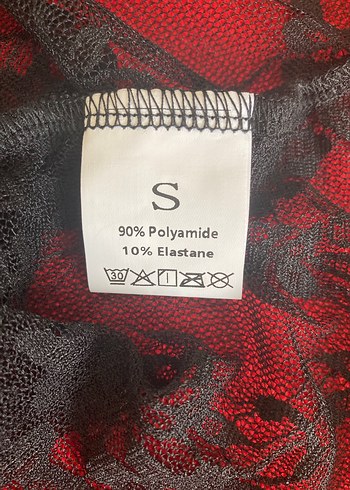 S
90% Polyamide
10% Elastane
30